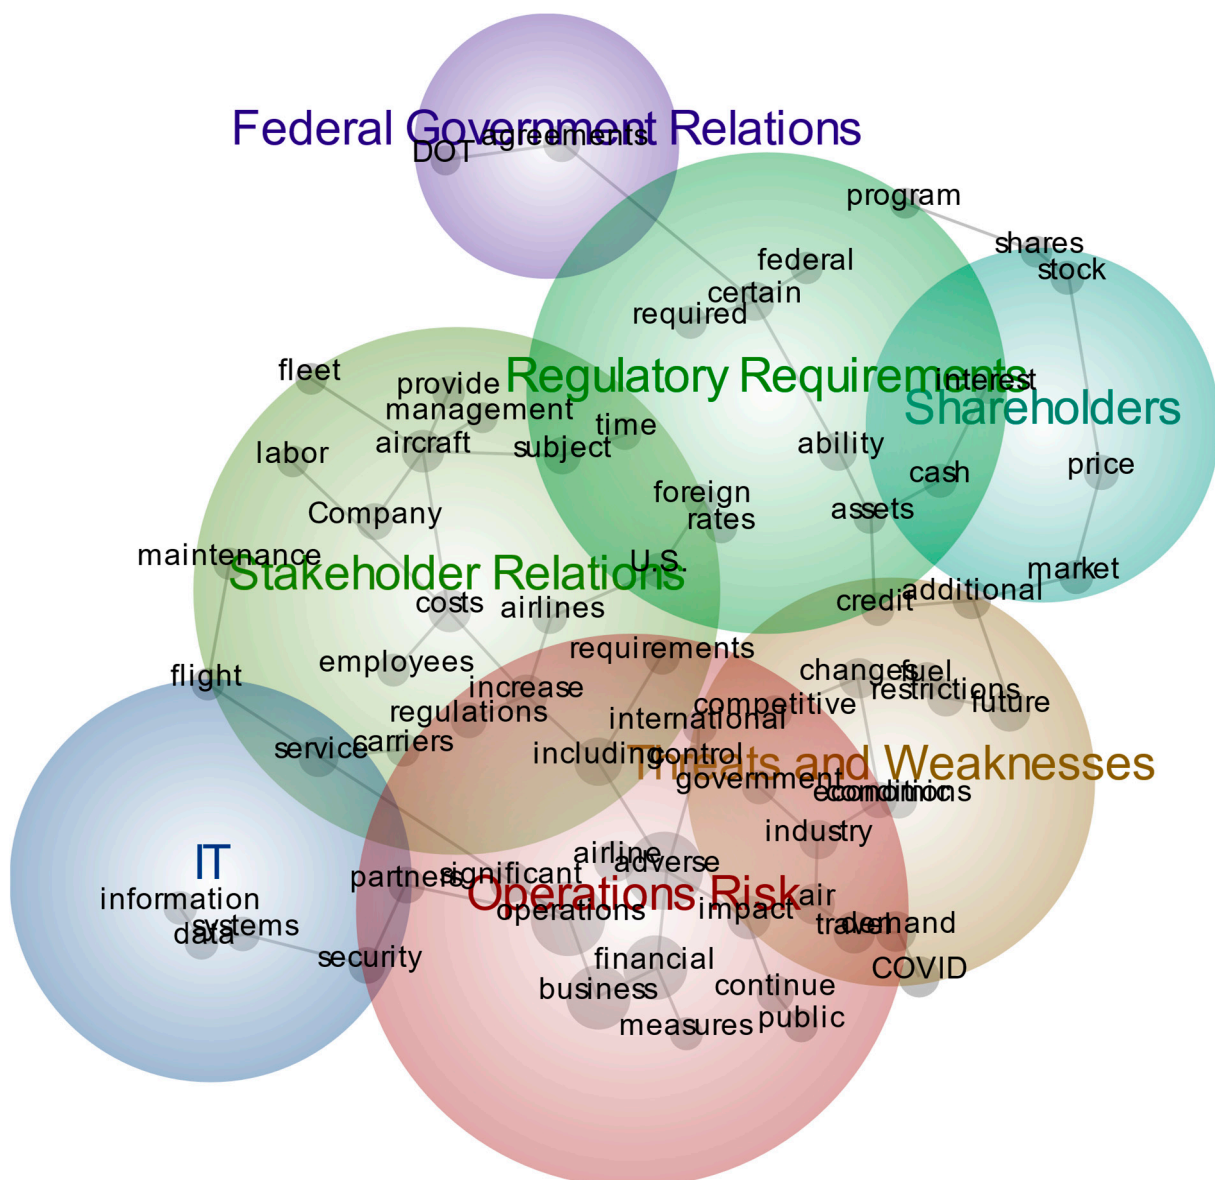 Federal Government Relations
agreements
DOT
program
shares
federal
stock
certain
required
fleet
provide
Regulatory Requirements
interest
management
Shareholders
time
aircraft
subject
ability
labor
price
cash
foreign
Company
assets
rates
maintenance
U.S.
market
Stakeholder Relations
additional
costs
airlines
credit
requirements
employees
changes
fuel
flight
increase
restrictions
competitive
future
regulations
international
carriers
service
including
control
Threats and Weaknesses
government
economic
conditions
industry
airline
adverse
IT
significant
partners
Operations Risk
air
information
operations
impact
travel
demand
systems
data
security
financial
COVID
business
continue
public
measures